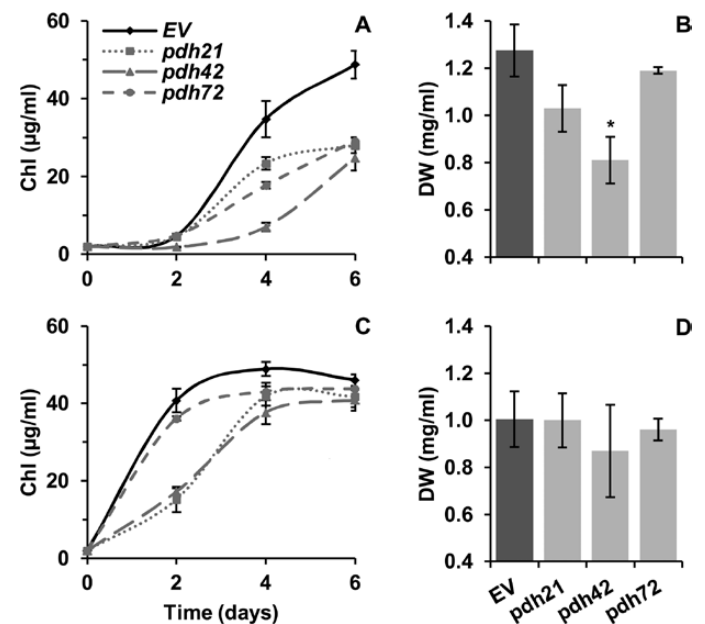 A
EV
pdh21
pdh42
pdh72
Chl (µg/ml)
60
40
20
0
0 2 4 6
B
DW (mg/ml)
1.4
1.2
1.0
0.8
0.6
0.4
*
C
Chl (µg/ml)
60
40
20
0
0 2 4 6
Time (days)
D
DW (mg/ml)
1.4
1.2
1.0
0.8
0.6
0.4
EV pdh21 pdh42 pdh72